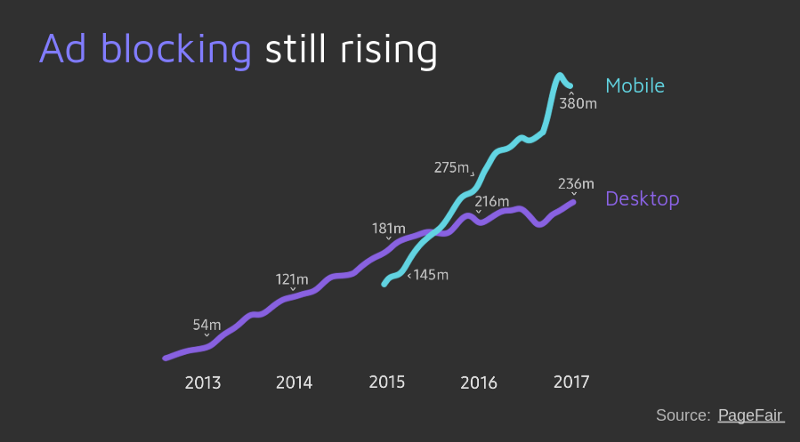 Ad blocking still rising
Mobile
380m
275m
236m
Desktop
216m
181m
145m
121m
54m
2013 2014 2015 2016 2017
Source: PageFair